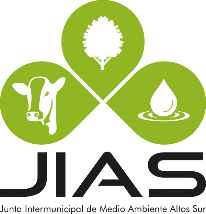 JIAS
Junta Intermunicipal de Medio Ambiente Altos Sur